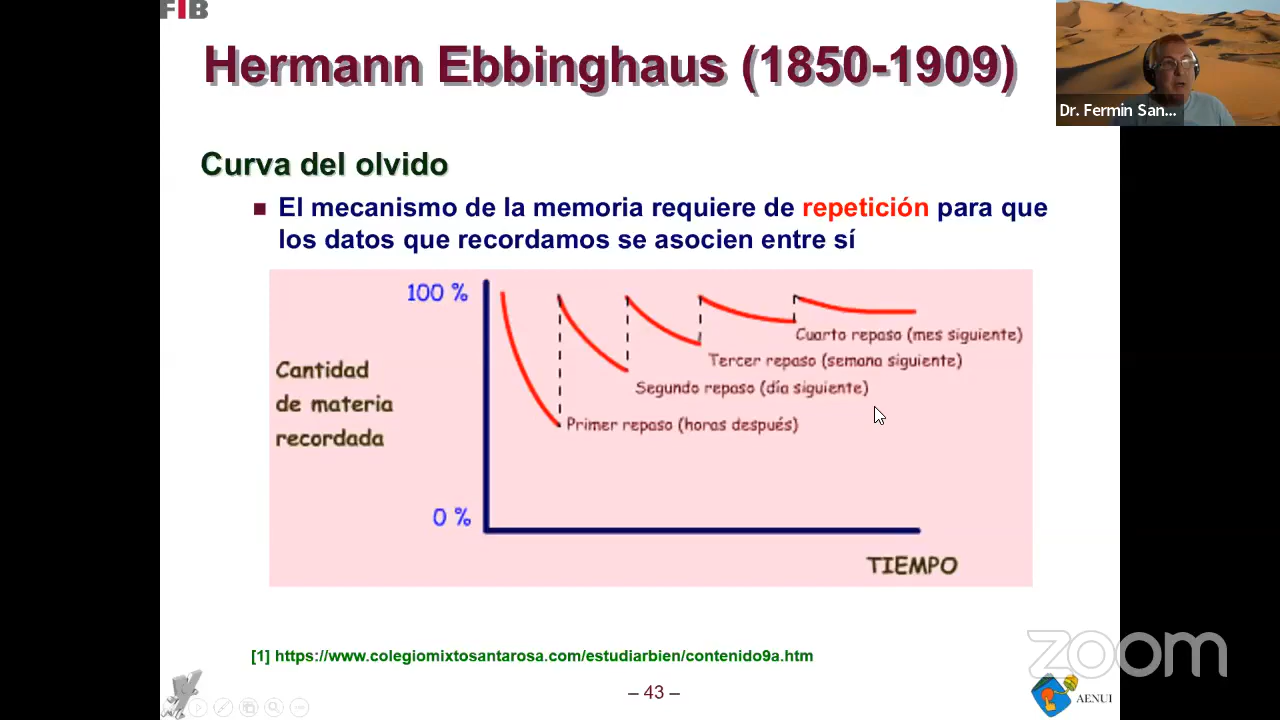 FIB
Hermann Ebbinghaus (1850-1909)
Dr. Fermin San...
Curva del olvido
El mecanismo de la memoria requiere de repetición para que
los datos que recordamos se asocien entre sí
100 %
Cuarto repaso (mes siguiente)
Tercer repaso (semana siguiente)
Cantidad
de materia
recordada
Segundo repaso (día siguiente)
Primer repaso (horas después)
0 %
TIEMPO
[1] https://www.colegiomixtosantarosa.com/estudiarbien/contenido9a.htm
zoom
– 43 –
AENUI